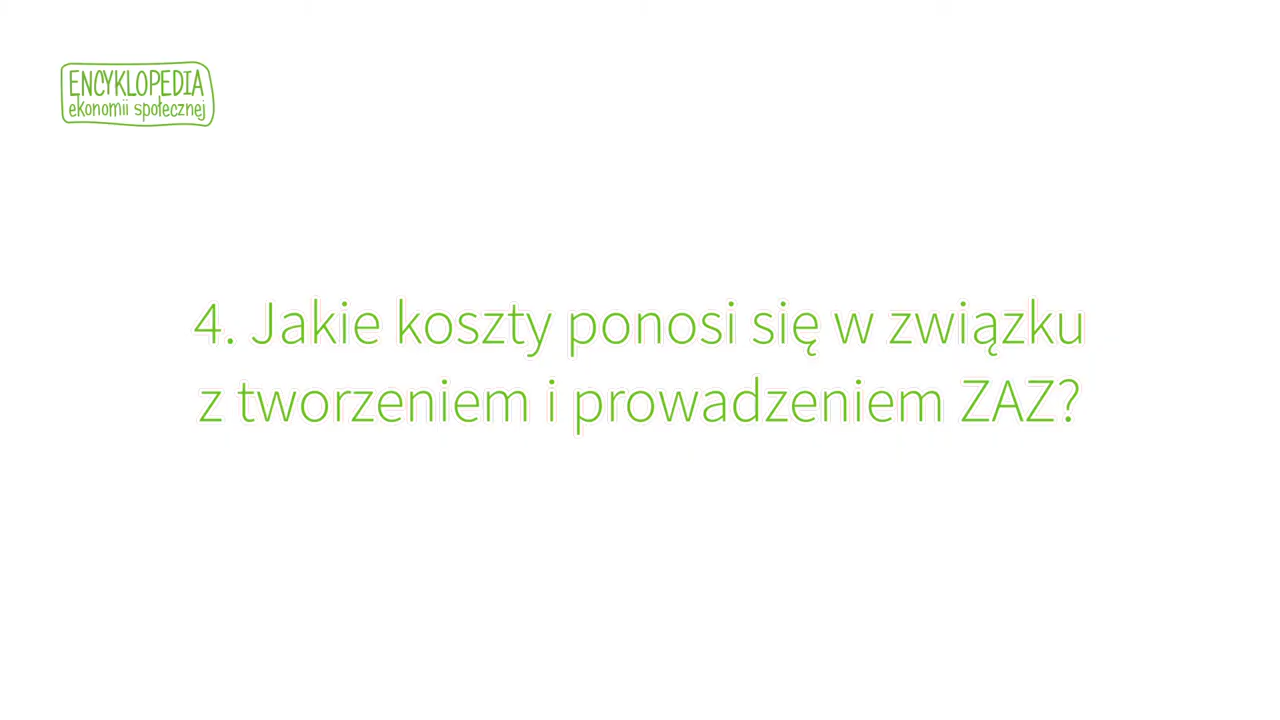 ENCYKLOPEDIA
ekonomii społecznej
4. Jakie koszty ponosi się w związku
z tworzeniem i prowadzeniem ZAZ?